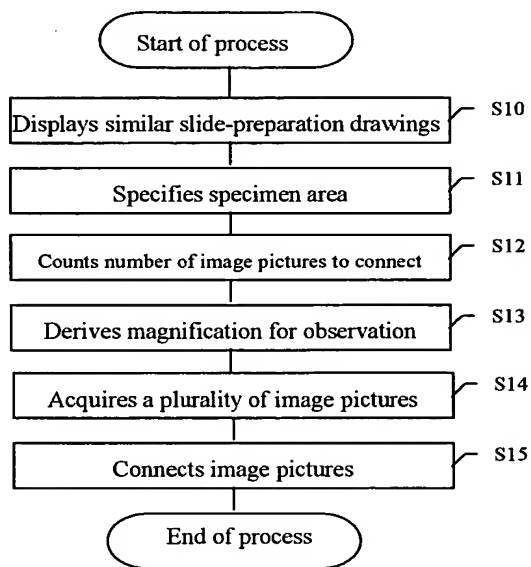 Start of process
S10
Displays similar slide-preparation drawings
S11
Specifies specimen area
S12
Counts number of image pictures to connect
S13
Derives magnification for observation
S14
Acquires a plurality of image pictures
S15
Connects image pictures
End of process